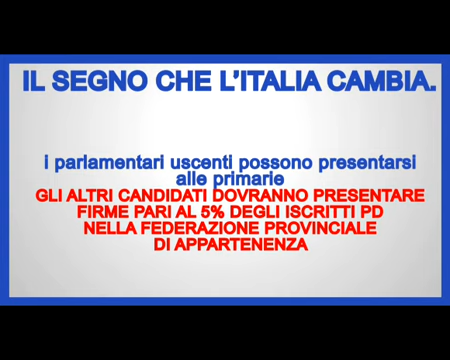 IL SEGNO CHE L'ITALIA CAMBIA.
i parlamentari uscenti possono presentarsi
alle primarie
GLI ALTRI CANDIDATI DOVRANNO PRESENTARE
FIRME PARI AL 5% DEGLI ISCRITTI PD
NELLA FEDERAZIONE PROVINCIALE
DI APPARTENENZA